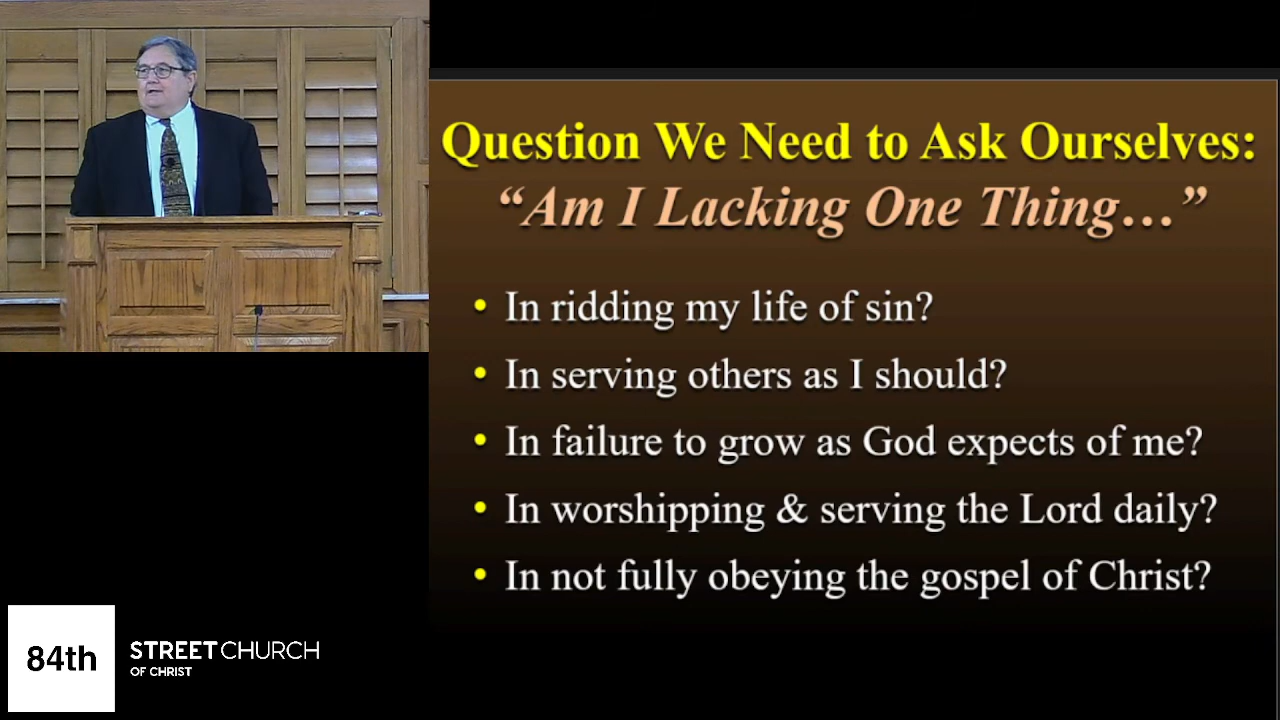 Question We Need to Ask Ourselves:
“Am I Lacking One Thing…”
• In ridding my life of sin?
• In serving others as I should?
• In failure to grow as God expects of me?
• In worshipping & serving the Lord daily?
• In not fully obeying the gospel of Christ?
84th
STREET CHURCH
OF CHRIST